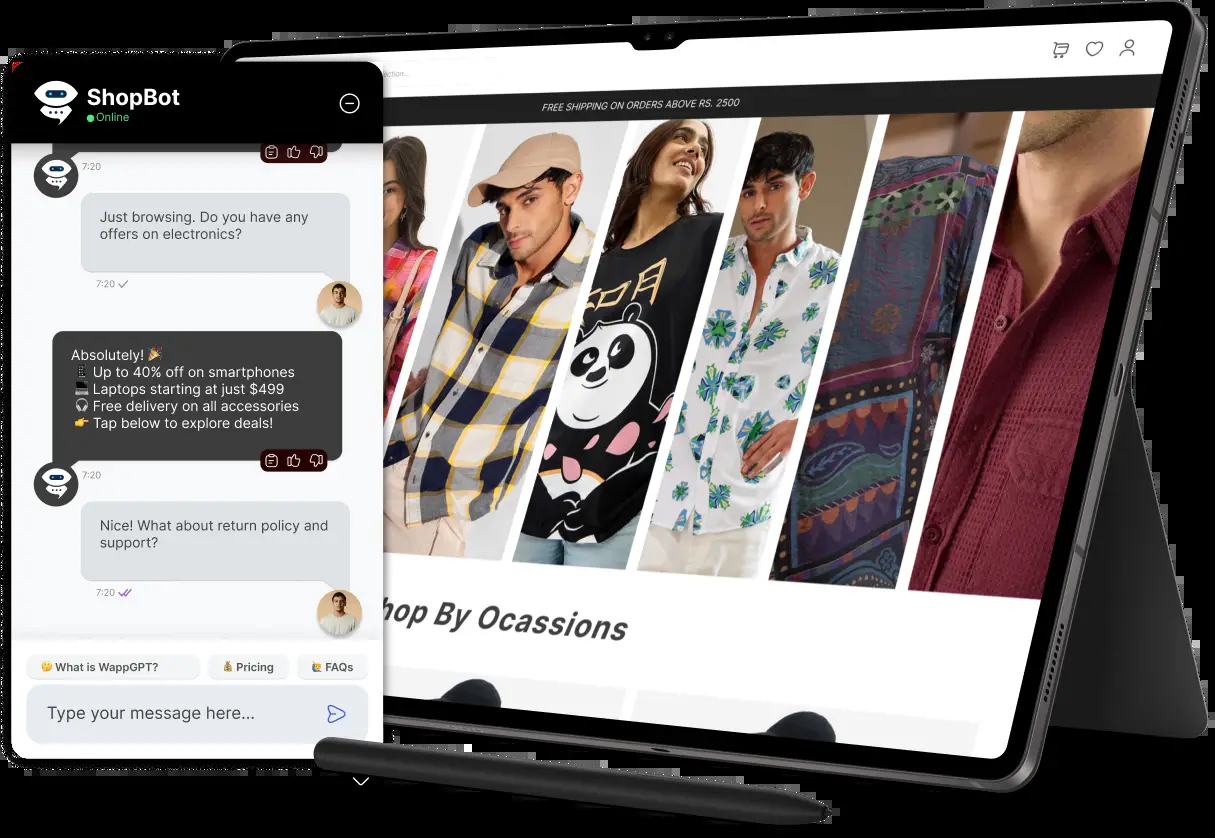 ShopBot
Online
7:20
Just browsing. Do you have any
offers on electronics?
7:20
Absolutely! 🎉
📱 Up to 40% off on smartphones
💻 Laptops starting at just $499
🎧 Free delivery on all accessories
👉 Tap below to explore deals!
7:20
Nice! What about return policy and
support?
7:20
🤔 What is WappGPT?
💰 Pricing
🙋 FAQs
Type your message here...
FREE SHIPPING ON ORDERS ABOVE RS. 2500
hop By Ocassions